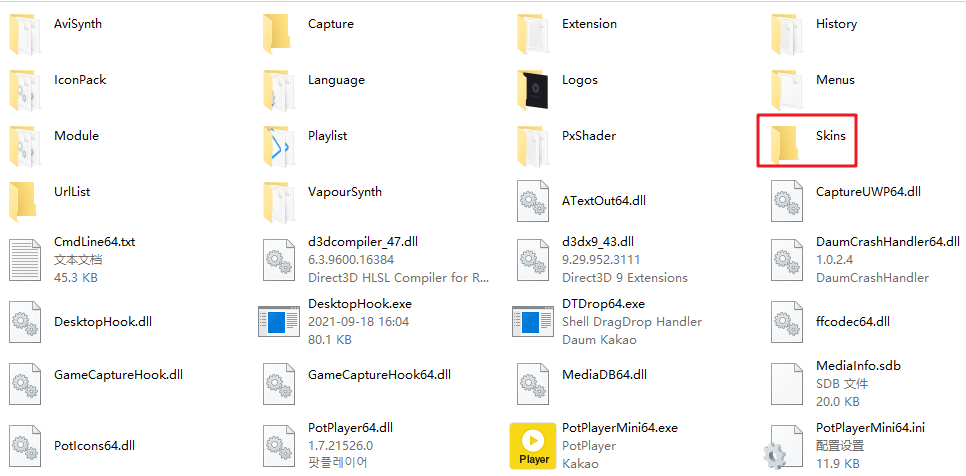 AviSynth
Capture
Extension
History
IconPack
Language
Logos
Menus
Module
Playlist
PxShader
Skins
UrlList
VapourSynth
ATextOut64.dll
CaptureUWP64.dll
CmdLine64.txt
文本文档
45.3 KB
d3dcompiler_47.dll
6.3.9600.16384
Direct3D HLSL Compiler for R...
d3dx9_43.dll
9.29.952.3111
Direct3D 9 Extensions
DaumCrashHandler64.dll
1.0.2.4
DaumCrashHandler
DesktopHook.dll
DesktopHook.exe
2021-09-18 16:04
80.1 KB
DTDrop64.exe
Shell DragDrop Handler
Daum Kakao
ffcodec64.dll
GameCaptureHook.dll
GameCaptureHook64.dll
MediaDB64.dll
MediaInfo.sdb
SDB 文件
20.0 KB
PotIcons64.dll
PotPlayer64.dll
1.7.21526.0
팟플레이어
Player
PotPlayerMini64.exe
PotPlayer
Kakao
PotPlayerMini64.ini
配置设置
11.9 KB